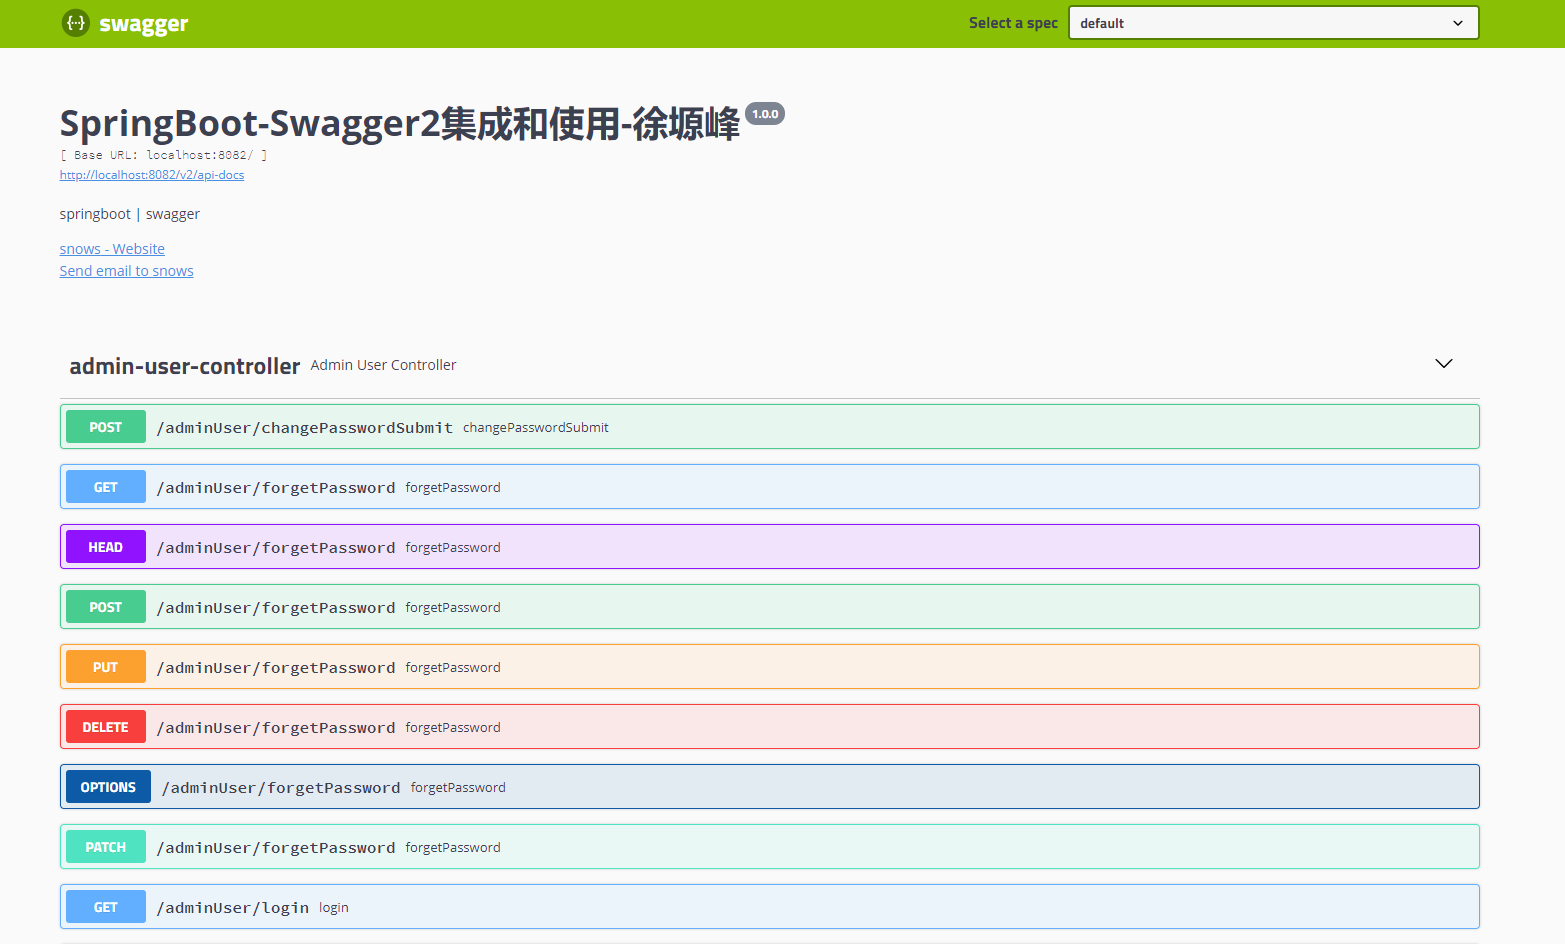 {···} swagger
Select a spec default
SpringBoot-Swagger2集成和使用-徐塬峰 1.0.0
[ Base URL: localhost:8082/ ]
http://localhost:8082/v2/api-docs
springboot | swagger
snows - Website
Send email to snows
admin-user-controller Admin User Controller
POST /adminUser/changePasswordSubmit changePasswordSubmit
GET /adminUser/forgetPassword forgetPassword
HEAD /adminUser/forgetPassword forgetPassword
POST /adminUser/forgetPassword forgetPassword
PUT /adminUser/forgetPassword forgetPassword
DELETE /adminUser/forgetPassword forgetPassword
OPTIONS /adminUser/forgetPassword forgetPassword
PATCH /adminUser/forgetPassword forgetPassword
GET /adminUser/login login